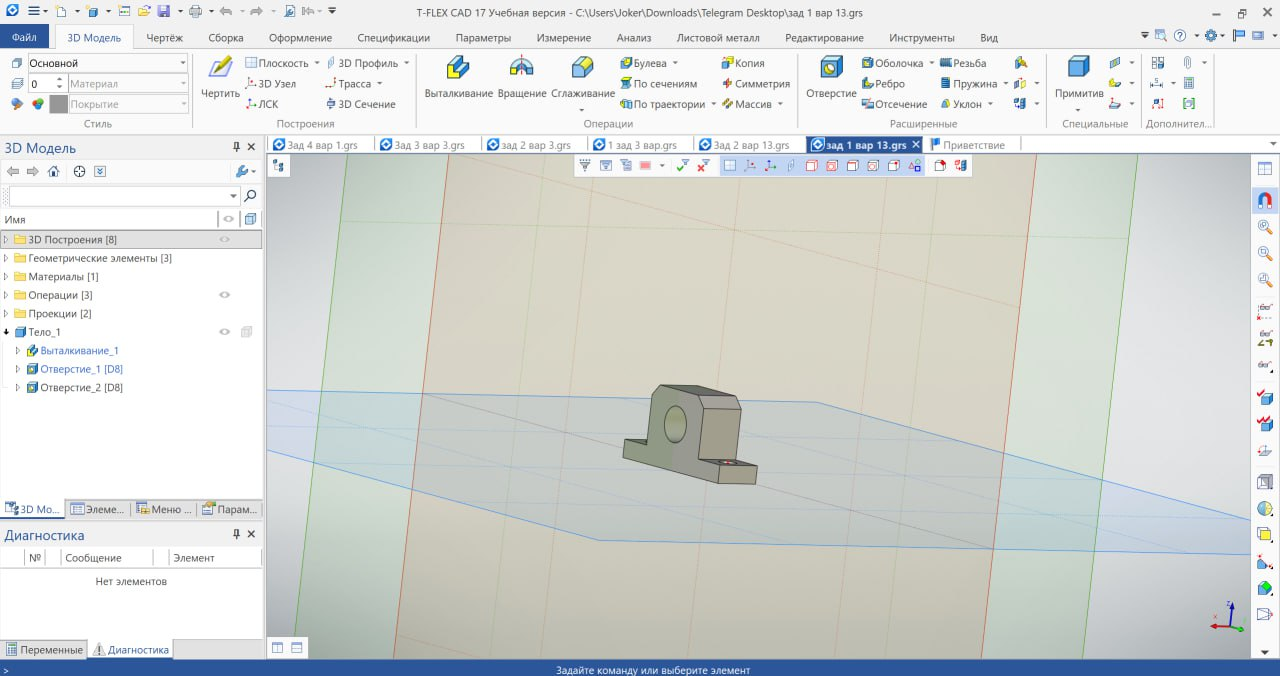 T-FLEX CAD 17 Учебная версия - C:\Users\Joker\Downloads\Telegram Desktop\зад 1 вар 13.grs
Файл 3D Модель Чертёж Сборка Оформление Спецификации Параметры Измерение Анализ Листовой металл Редактирование Инструменты Вид
Основной Плоскость 3D Профиль Булева Копия Оболочка Резьба
0 Материал Чертить 3D Узел Трасса Выталкивание Вращение Сглаживание По сечениям Симметрия Отверстие Ребро Пружина Примитив
Покрытие ЛСК 3D Сечение По траектории Массив Отсечение Уклон
Стиль Построения Операции Расширенные Специальные Дополнител...
3D Модель
Зад 4 вар 1.grs Зад 3 вар 3.grs зад 2 вар 3.grs 1 зад 3 вар.grs Зад 2 вар 13.grs зад 1 вар 13.grs Приветствие
Имя
3D Построения [8]
Геометрические элементы [3]
Материалы [1]
Операции [3]
Проекции [2]
Тело_1
Выталкивание_1
Отверстие_1 [D8]
Отверстие_2 [D8]
3D Мо... Элеме... Меню ... Парам...
Диагностика
№ Сообщение Элемент
Нет элементов
Переменные Диагностика
z
x
y
> Задайте команду или выберите элемент